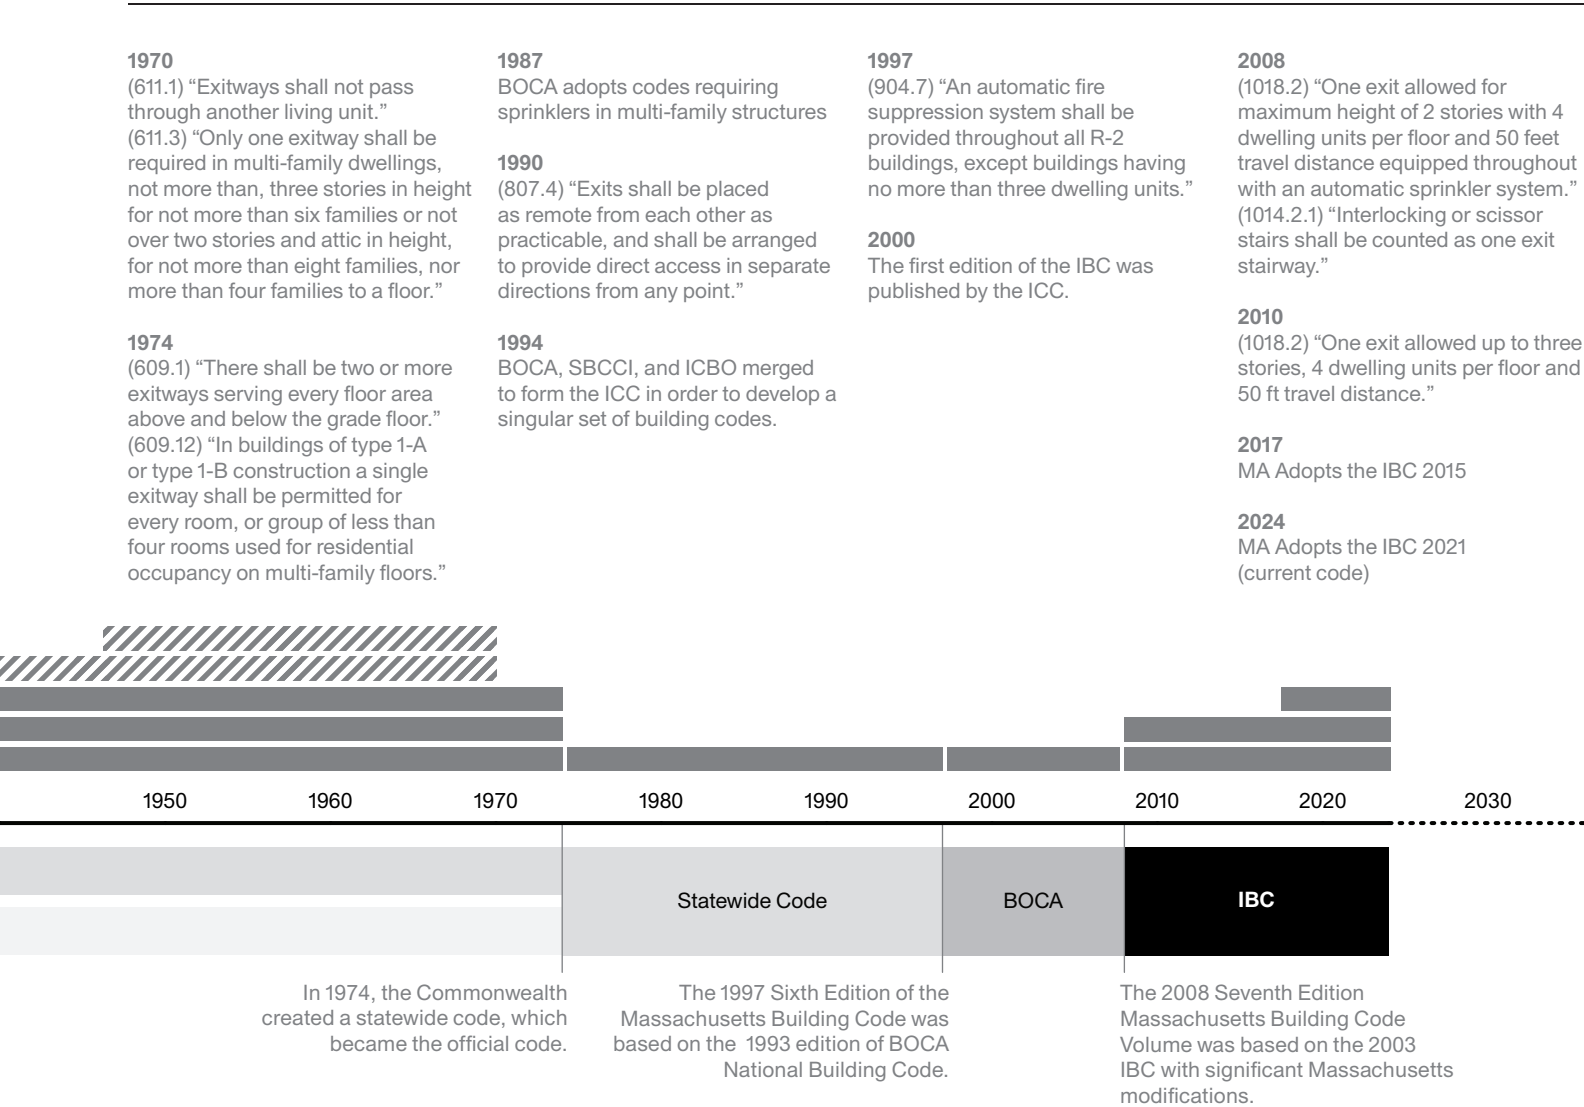 1970
(611.1) “Exitways shall not pass
through another living unit.”
(611.3) “Only one exitway shall be
required in multi-family dwellings,
not more than, three stories in height
for not more than six families or not
over two stories and attic in height,
for not more than eight families, nor
more than four families to a floor.”
1974
(609.1) “There shall be two or more
exitways serving every floor area
above and below the grade floor.”
(609.12) “In buildings of type 1-A
or type 1-B construction a single
exitway shall be permitted for
every room, or group of less than
four rooms used for residential
occupancy on multi-family floors.”
1987
BOCA adopts codes requiring
sprinklers in multi-family structures
1990
(807.4) “Exits shall be placed
as remote from each other as
practicable, and shall be arranged
to provide direct access in separate
directions from any point.”
1994
BOCA, SBCCI, and ICBO merged
to form the ICC in order to develop a
singular set of building codes.
1997
(904.7) “An automatic fire
suppression system shall be
provided throughout all R-2
buildings, except buildings having
no more than three dwelling units.”
2000
The first edition of the IBC was
published by the ICC.
2008
(1018.2) “One exit allowed for
maximum height of 2 stories with 4
dwelling units per floor and 50 feet
travel distance equipped throughout
with an automatic sprinkler system.”
(1014.2.1) “Interlocking or scissor
stairs shall be counted as one exit
stairway.”
2010
(1018.2) “One exit allowed up to three
stories, 4 dwelling units per floor and
50 ft travel distance.”
2017
MA Adopts the IBC 2015
2024
MA Adopts the IBC 2021
(current code)
1950 1960 1970 1980 1990 2000 2010 2020 2030
Statewide Code BOCA IBC
In 1974, the Commonwealth
created a statewide code, which
became the official code.
The 1997 Sixth Edition of the
Massachusetts Building Code was
based on the 1993 edition of BOCA
National Building Code.
The 2008 Seventh Edition
Massachusetts Building Code
Volume was based on the 2003
IBC with significant Massachusetts
modifications.